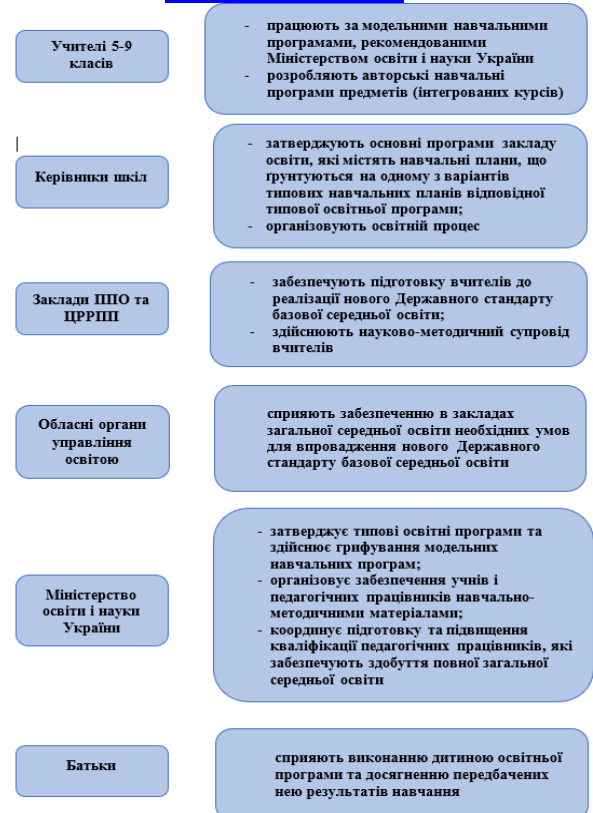 Учителі 5-9
класів
- працюють за модельними навчальними
програмами, рекомендованими
Міністерством освіти і науки України
- розробляють авторські навчальні
програми предметів (інтегрованих курсів)
Керівники шкіл
- затверджують основні програми закладу
освіти, які містять навчальні плани, що
ґрунтуються на одному з варіантів
типових навчальних планів відповідної
типової освітньої програми;
- організовують освітній процес
Заклади ППО та
ЦРРПП
- забезпечують підготовку вчителів до
реалізації нового Державного стандарту
базової середньої освіти;
- здійснюють науково-методичний супровід
вчителів
Обласні органи
управління
освітою
сприяють забезпеченню в закладах
загальної середньої освіти необхідних умов
для впровадження нового Державного
стандарту базової середньої освіти
Міністерство
освіти і науки
України
- затверджує типові освітні програми та
здійснює грифування модельних
навчальних програм;
- організовує забезпечення учнів і
педагогічних працівників навчально-
методичними матеріалами;
- координує підготовку та підвищення
кваліфікації педагогічних працівників, які
забезпечують здобуття повної загальної
середньої освіти
Батьки
сприяють виконанню дитиною освітньої
програми та досягненню передбачених
нею результатів навчання